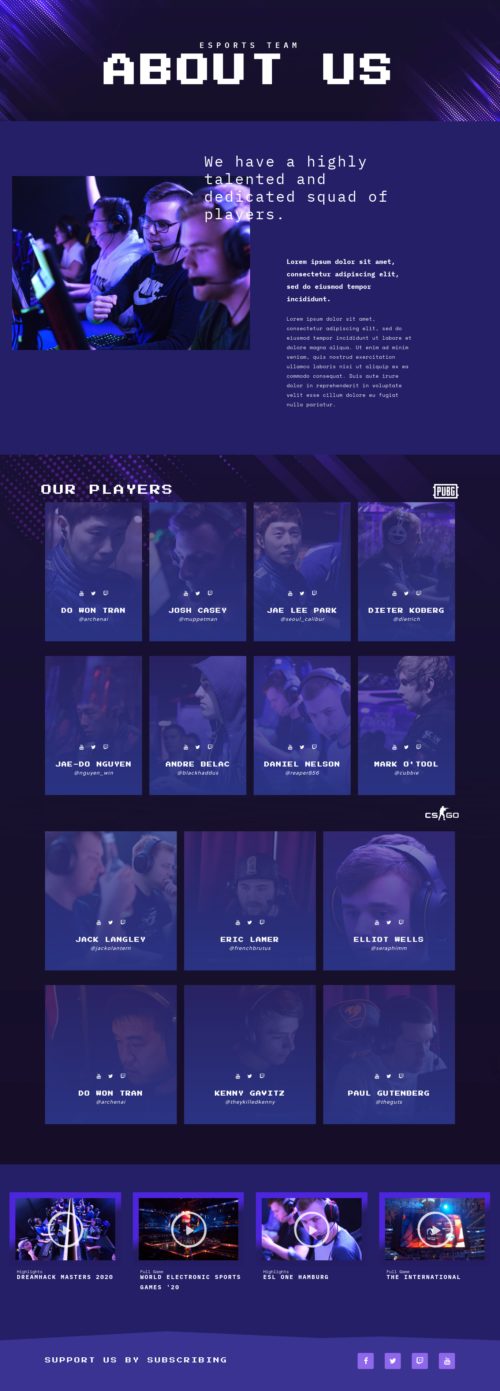 ESPORTS TEAM
ABOUT US
We have a highly
talented and
dedicated squad of
players.
Lorem ipsum dolor sit amet,
consectetur adipiscing elit,
sed do eiusmod tempor
incididunt.
Lorem ipsum dolor sit amet,
consectetur adipiscing elit, sed do
eiusmod tempor incididunt ut labore et
dolore magna aliqua. Ut enim ad minim
veniam, quis nostrud exercitation
ullamco laboris nisi ut aliquip ex ea
commodo consequat. Duis aute irure
dolor in reprehenderit in voluptate
velit esse cillum dolore eu fugiat
nulla pariatur.
OUR PLAYERS
PUBG
DO WON TRAN
@archenai
JOSH CASEY
@muppetman
JAE LEE PARK
@seoul_calibur
DIETER KOBERG
@dietrich
JAE-DO NGUYEN
@nguyen_win
ANDRE BELAC
@blackhaddus
DANIEL NELSON
@reaper856
MARK O'TOOL
@cubbie
CS GO
JACK LANGLEY
@jackolantern
ERIC LAMER
@frenchbrutus
ELLIOT WELLS
@seraphimm
DO WON TRAN
@archenai
KENNY GAVITZ
@theykilledkenny
PAUL GUTENBERG
@theguts
Highlights
DREAMHACK MASTERS 2020
Full Game
WORLD ELECTRONIC SPORTS
GAMES '20
Highlights
ESL ONE HAMBURG
Full Game
THE INTERNATIONAL
SUPPORT US BY SUBSCRIBING